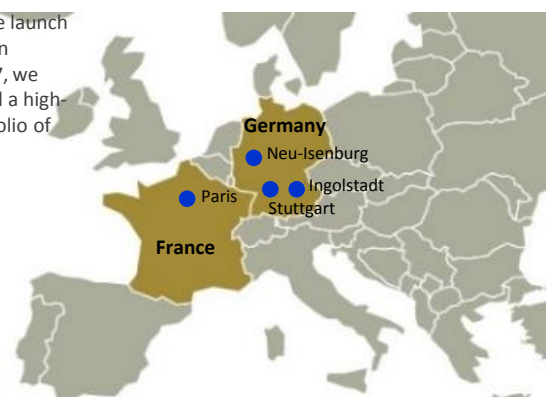 e launch
n
, we
d a high-
olio of
Germany
Neu-Isenburg
Ingolstadt
Paris
Stuttgart
France